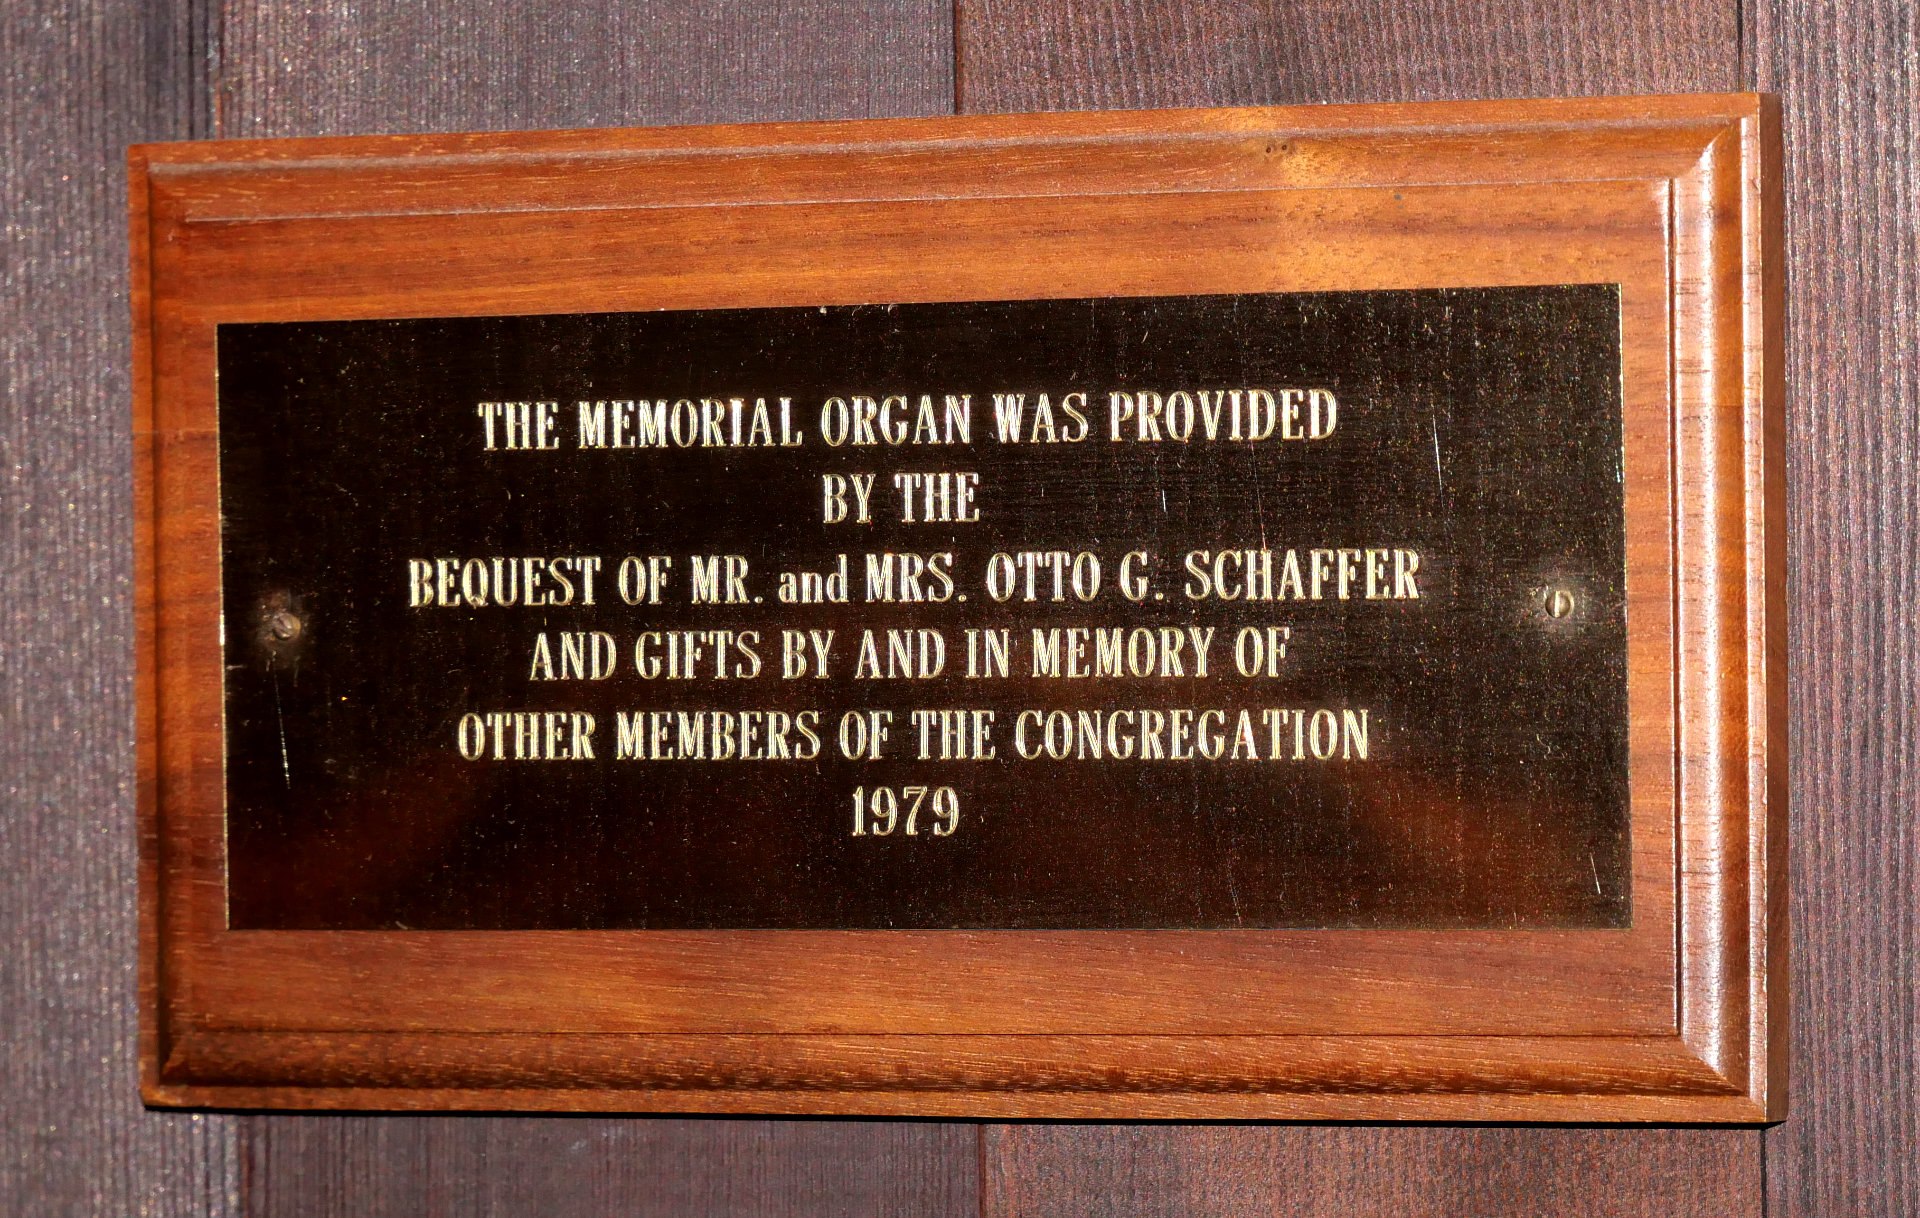 THE MEMORIAL ORGAN WAS PROVIDED
BY THE
BEQUEST OF MR. and MRS. OTTO G. SCHAFFER
AND GIFTS BY AND IN MEMORY OF
OTHER MEMBERS OF THE CONGREGATION
1979